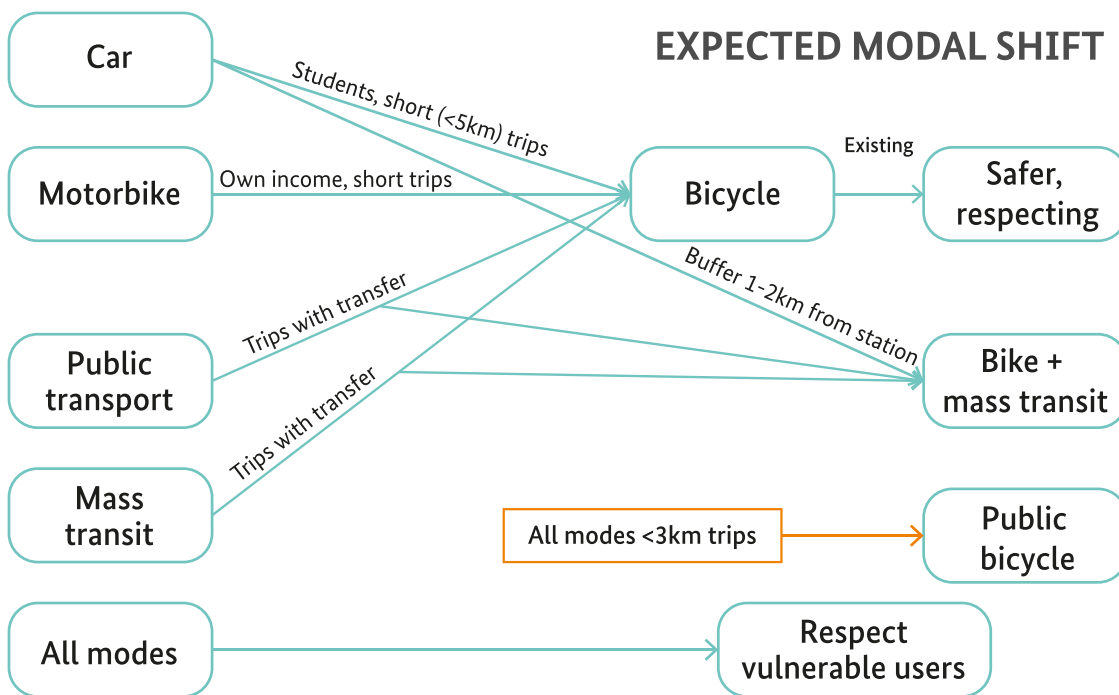 EXPECTED MODAL SHIFT
Car
Students, short (<5km) trips
Motorbike
Own income, short trips
Bicycle
Existing
Safer,
respecting
Buffer 1-2km from station
Trips with transfer
Public
transport
Bike +
mass transit
Trips with transfer
Mass
transit
All modes <3km trips
Public
bicycle
All modes
Respect
vulnerable users